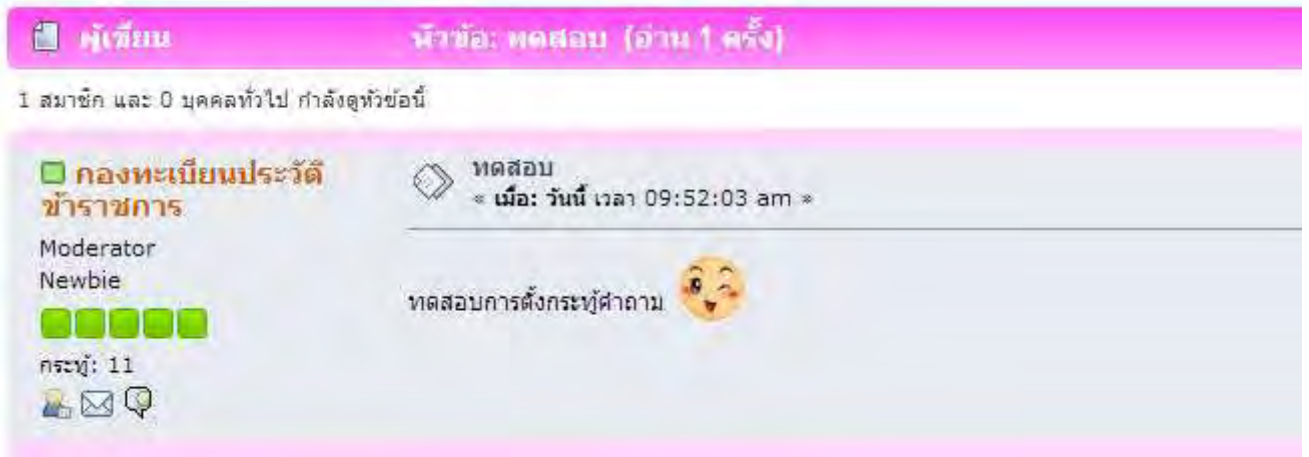 ผู้เขียน
หัวข้อ: ทดสอบ (อ่าน 1 ครั้ง)
1 สมาชิก และ 0 บุคคลทั่วไป กำลังดูหัวข้อนี้
กองทะเบียนประวัติ
ข้าราชการ
Moderator
Newbie
กระทู้: 11
ทดสอบ
« เมื่อ: วันนี้ เวลา 09:52:03 am »
ทดสอบการตั้งกระทู้คำถาม